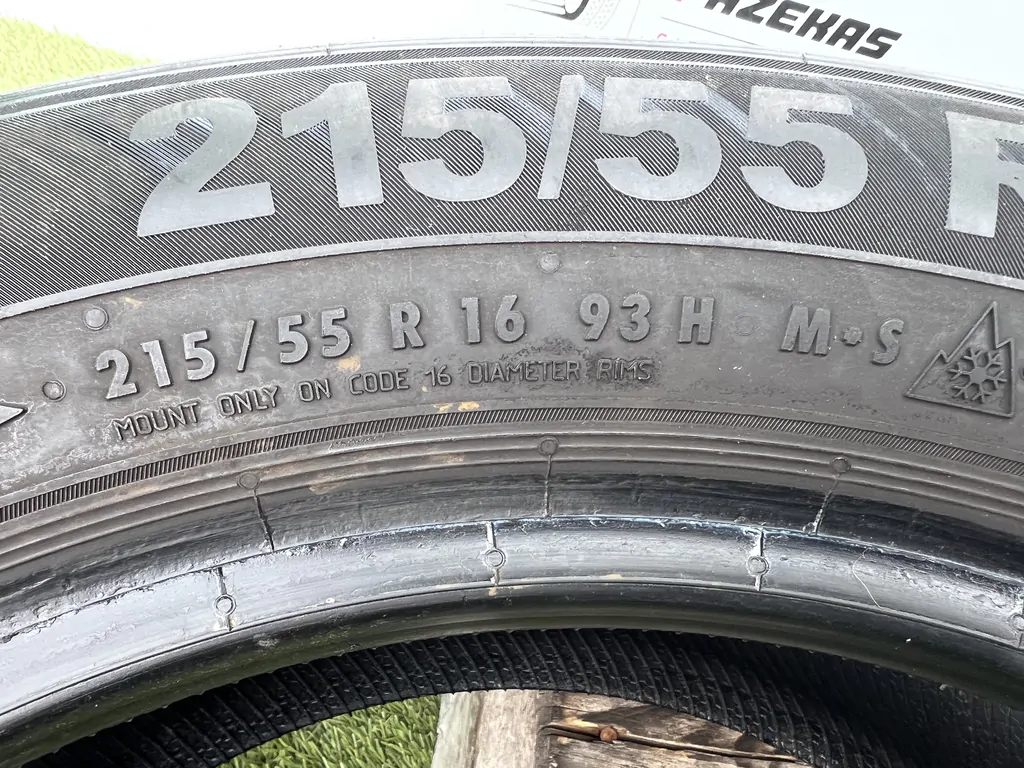 AZEKAS
215/55 R
215/55 R 16 93 H M+S
MOUNT ONLY ON CODE 16 DIAMETER RIMS